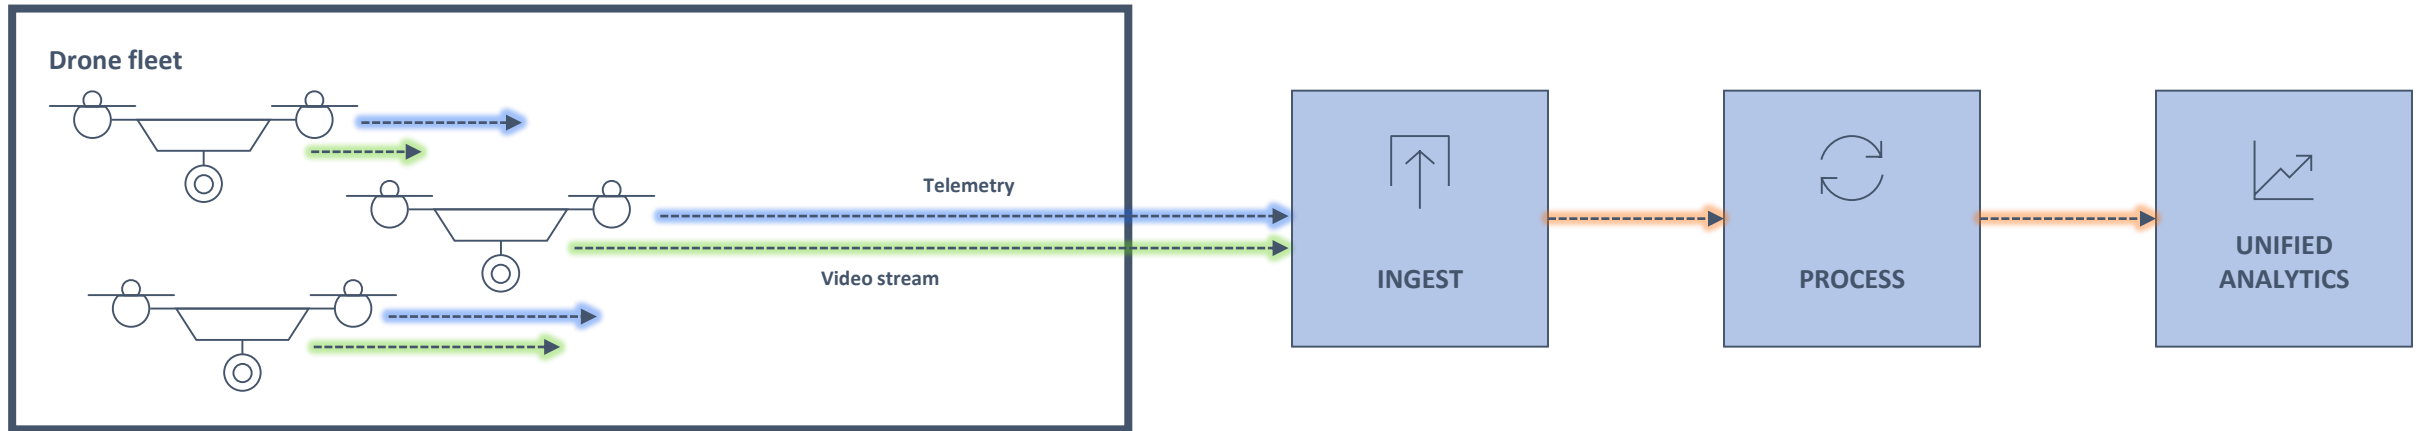 Drone fleet
Telemetry
Video stream
INGEST
PROCESS
UNIFIED
ANALYTICS